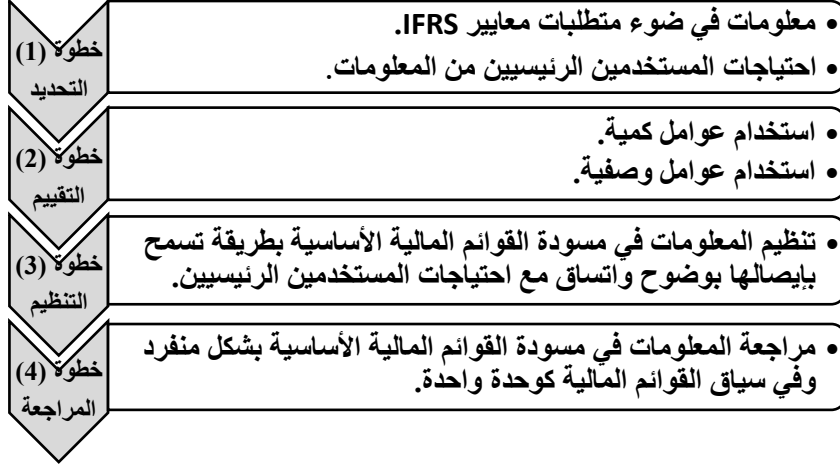 خطوة (1)
التحديد
• معلومات في ضوء متطلبات معايير IFRS.
• احتياجات المستخدمين الرئيسيين من المعلومات.
خطوة (2)
التقييم
• استخدام عوامل كمية.
• استخدام عوامل وصفية.
خطوة (3)
التنظيم
• تنظيم المعلومات في مسودة القوائم المالية الأساسية بطريقة تسمح
بإيصالها بوضوح واتساق مع احتياجات المستخدمين الرئيسيين.
خطوة (4)
المراجعة
• مراجعة المعلومات في مسودة القوائم المالية الأساسية بشكل منفرد
وفي سياق القوائم المالية كوحدة واحدة.